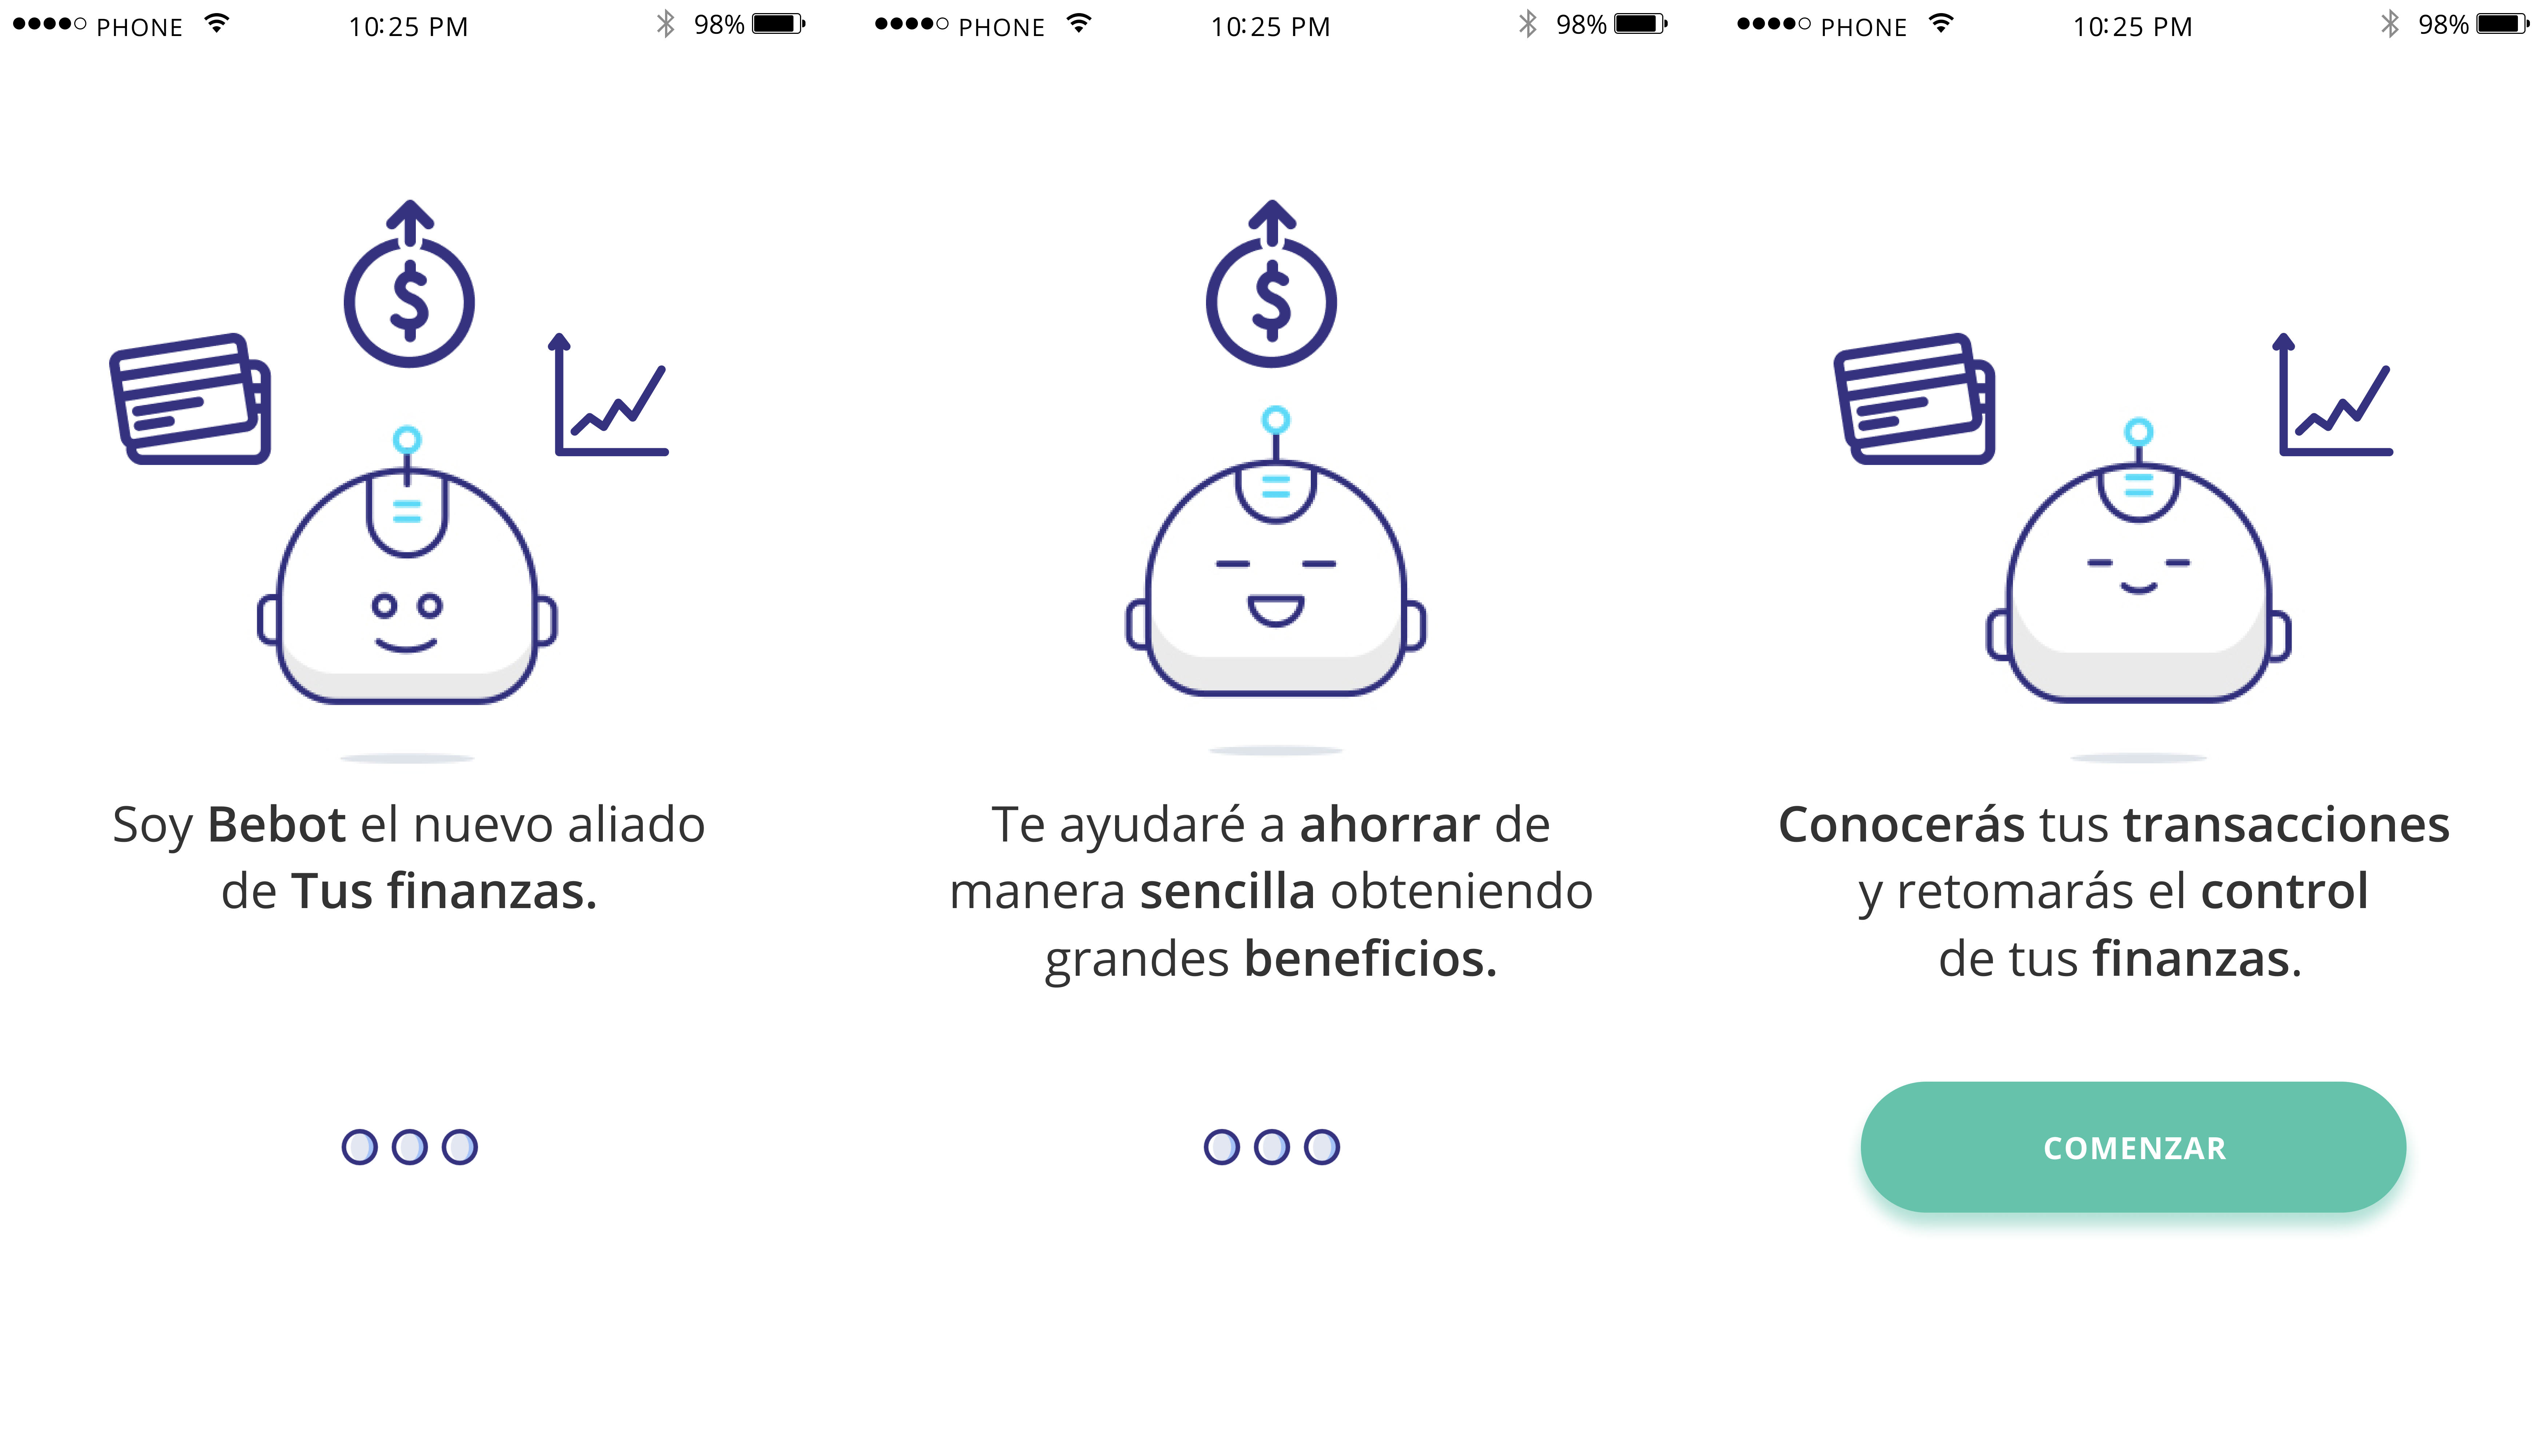 PHONE 10:25 PM 98%
$
Soy Bebot el nuevo aliado
de Tus finanzas.
PHONE 10:25 PM 98%
$
Te ayudaré a ahorrar de
manera sencilla obteniendo
grandes beneficios.
PHONE 10:25 PM 98%
Conocerás tus transacciones
y retomarás el control
de tus finanzas.
COMENZAR